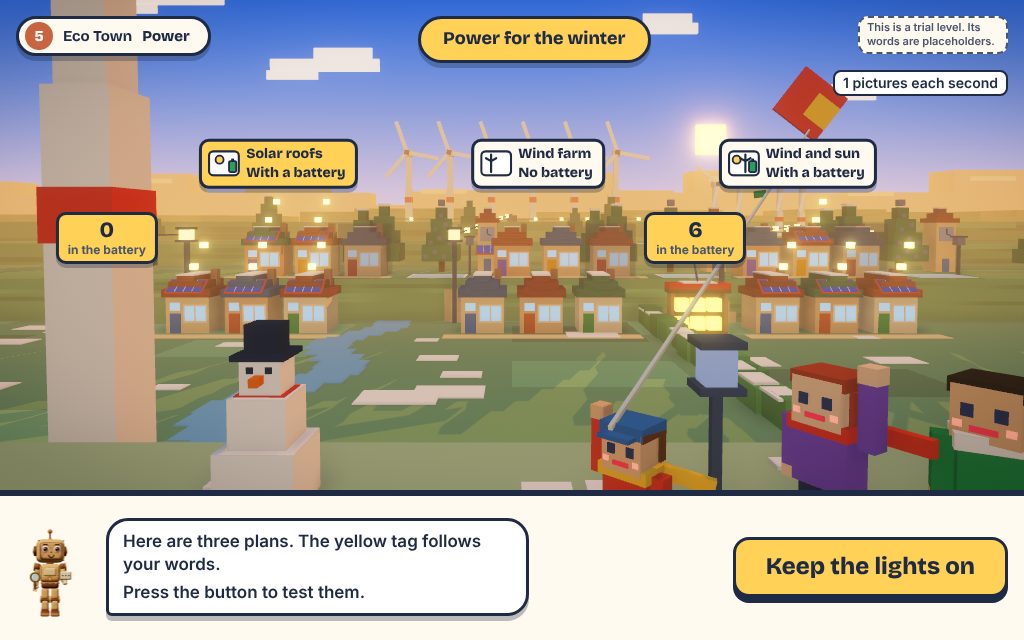 5 Eco Town Power
Power for the winter
This is a trial level. Its
words are placeholders.
1 pictures each second
Solar roofs
With a battery
Wind farm
No battery
Wind and sun
With a battery
0
in the battery
6
in the battery
Here are three plans. The yellow tag follows
your words.
Press the button to test them.
Keep the lights on